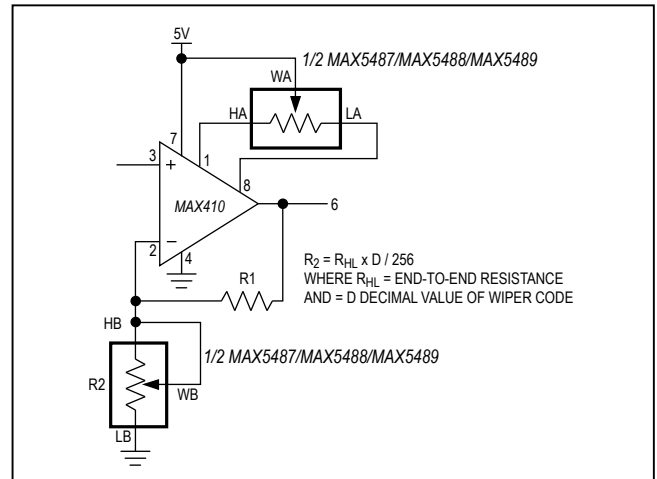 5V
1/2 MAX5487/MAX5488/MAX5489
WA
HA
LA
7
1
3
+
8
MAX410
6
−
2
4
R1
R2 = RHL x D / 256
WHERE RHL = END-TO-END RESISTANCE
AND = D DECIMAL VALUE OF WIPER CODE
HB
1/2 MAX5487/MAX5488/MAX5489
R2
WB
LB